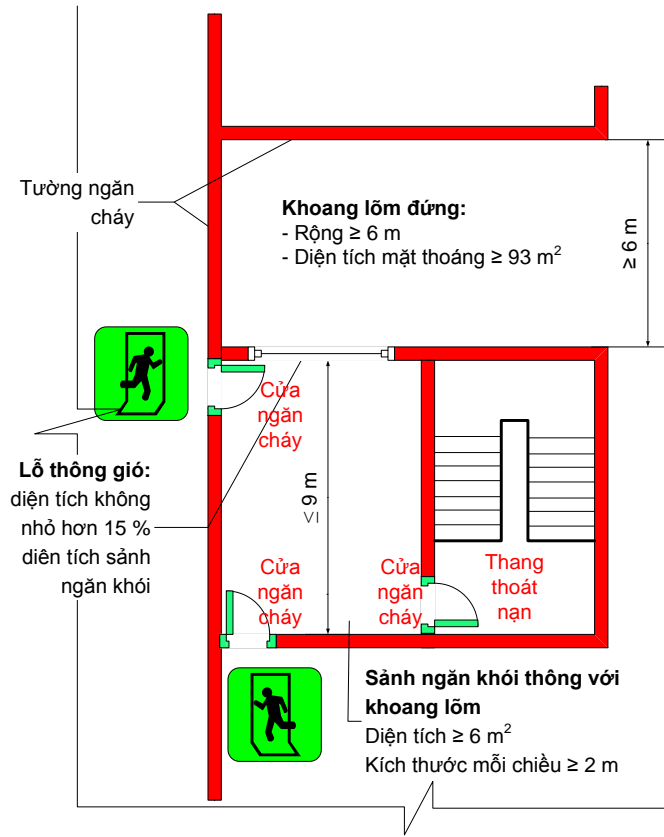 Tường ngăn
cháy
Khoang lõm đứng:
- Rộng ≥ 6 m
- Diện tích mặt thoáng ≥ 93 m²
≥ 6 m
Cửa
ngăn
cháy
Lỗ thông gió:
diện tích không
nhỏ hơn 15 %
diên tích sảnh
ngăn khói
≤ 9 m
Cửa
ngăn
cháy
Cửa
ngăn
cháy
Thang
thoát
nạn
Sảnh ngăn khói thông với
khoang lõm
Diện tích ≥ 6 m²
Kích thước mỗi chiều ≥ 2 m